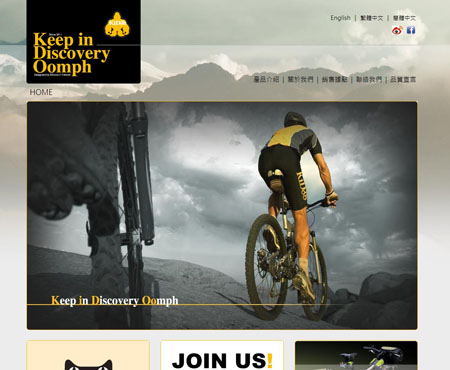 Keep in
Discovery
Oomph
English | 繁體中文 | 簡體中文
產品介紹 | 關於我們 | 銷售據點 | 聯絡我們 | 品質宣言
HOME
Keep in Discovery Oomph
JOIN US!